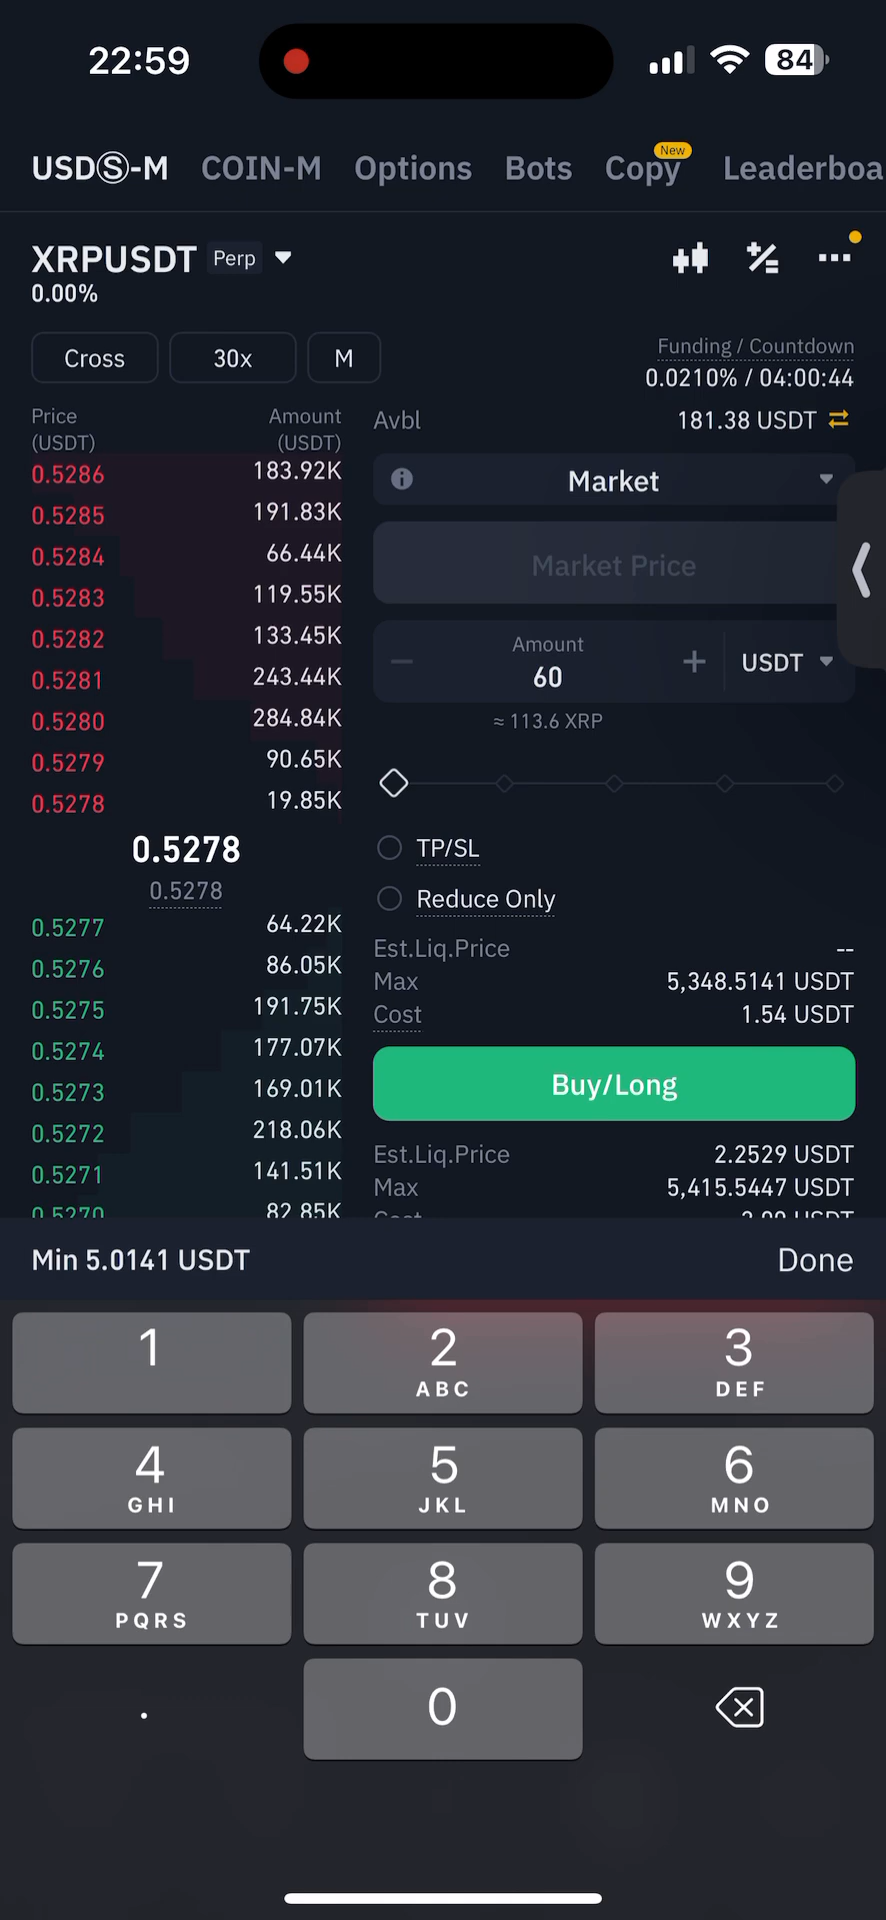 22:59
84
USDⓈ-M COIN-M Options Bots Copy New Leaderboa
XRPUSDT Perp
0.00%
Cross 30x M
Funding / Countdown
0.0210% / 04:00:44
Price
(USDT)
Amount
(USDT)
0.5286 183.92K
0.5285 191.83K
0.5284 66.44K
0.5283 119.55K
0.5282 133.45K
0.5281 243.44K
0.5280 284.84K
0.5279 90.65K
0.5278 19.85K
0.5278
0.5278
0.5277 64.22K
0.5276 86.05K
0.5275 191.75K
0.5274 177.07K
0.5273 169.01K
0.5272 218.06K
0.5271 141.51K
0.5270 82.85K
Avbl 181.38 USDT
Market
Market Price
Amount
60
USDT
≈ 113.6 XRP
TP/SL
Reduce Only
Est.Liq.Price --
Max 5,348.5141 USDT
Cost 1.54 USDT
Buy/Long
Est.Liq.Price 2.2529 USDT
Max 5,415.5447 USDT
Min 5.0141 USDT Done
1
2 ABC
3 DEF
4 GHI
5 JKL
6 MNO
7 PQRS
8 TUV
9 WXYZ
. 0